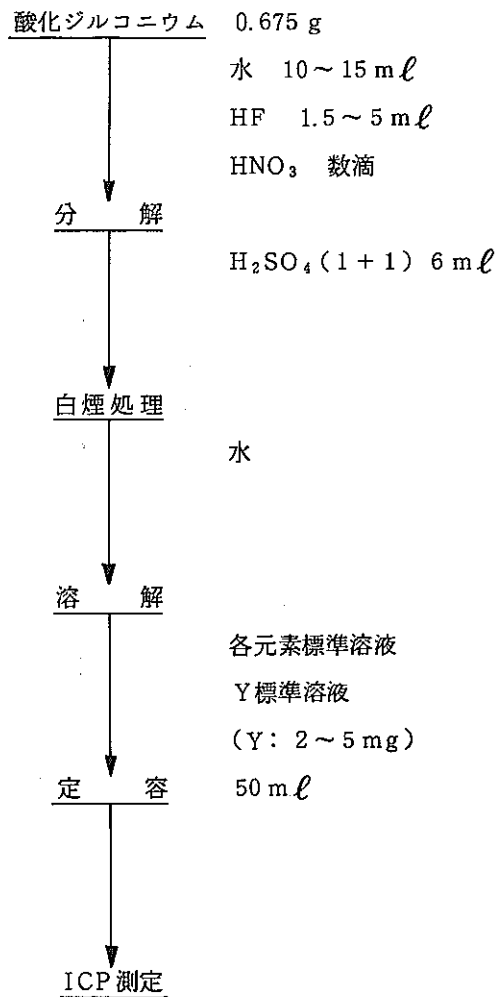 酸化ジルコニウム 0.675 g
水 10~15 mℓ
HF 1.5~5 mℓ
HNO₃ 数滴
分 解
H₂SO₄ (1+1) 6 mℓ
白煙処理
水
溶 解
各元素標準溶液
Y標準溶液
(Y: 2~5 mg)
定 容 50 mℓ
ICP測定